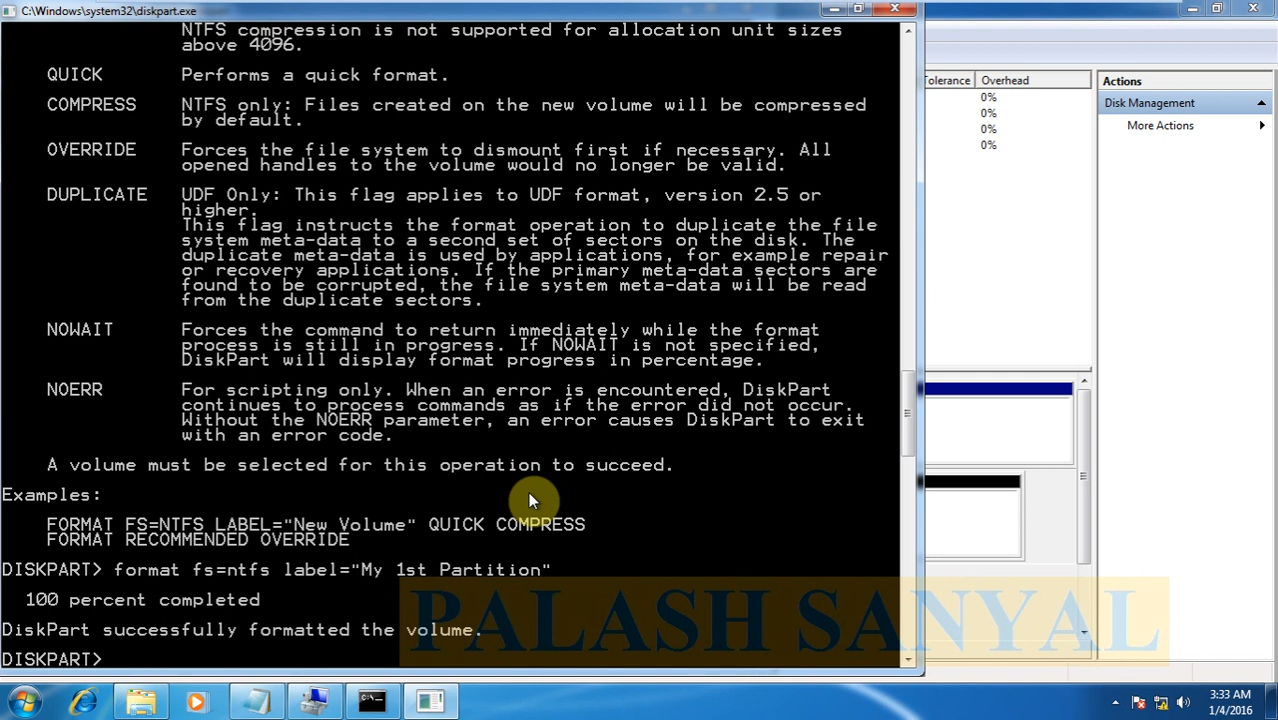 C:\Windows\system32\diskpart.exe
NTFS compression is not supported for allocation unit sizes
above 4096.
QUICK Performs a quick format.
COMPRESS NTFS only: Files created on the new volume will be compressed
by default.
OVERRIDE Forces the file system to dismount first if necessary. All
opened handles to the volume would no longer be valid.
DUPLICATE UDF Only: This flag applies to UDF format, version 2.5 or
higher.
This flag instructs the format operation to duplicate the file
system meta-data to a second set of sectors on the disk. The
duplicate meta-data is used by applications, for example repair
or recovery applications. If the primary meta-data sectors are
found to be corrupted, the file system meta-data will be read
from the duplicate sectors.
NOWAIT Forces the command to return immediately while the format
process is still in progress. If NOWAIT is not specified,
DiskPart will display format progress in percentage.
NOERR For scripting only. When an error is encountered, DiskPart
continues to process commands as if the error did not occur.
Without the NOERR parameter, an error causes DiskPart to exit
with an error code.
A volume must be selected for this operation to succeed.
Examples:
FORMAT FS=NTFS LABEL="New Volume" QUICK COMPRESS
FORMAT RECOMMENDED OVERRIDE
DISKPART> format fs=ntfs label="My 1st Partition"
100 percent completed
DiskPart successfully formatted the volume.
DISKPART>
Tolerance Overhead
0%
0%
0%
0%
Actions
Disk Management
More Actions
PALASH SANYAL
3:33 AM
1/4/2016